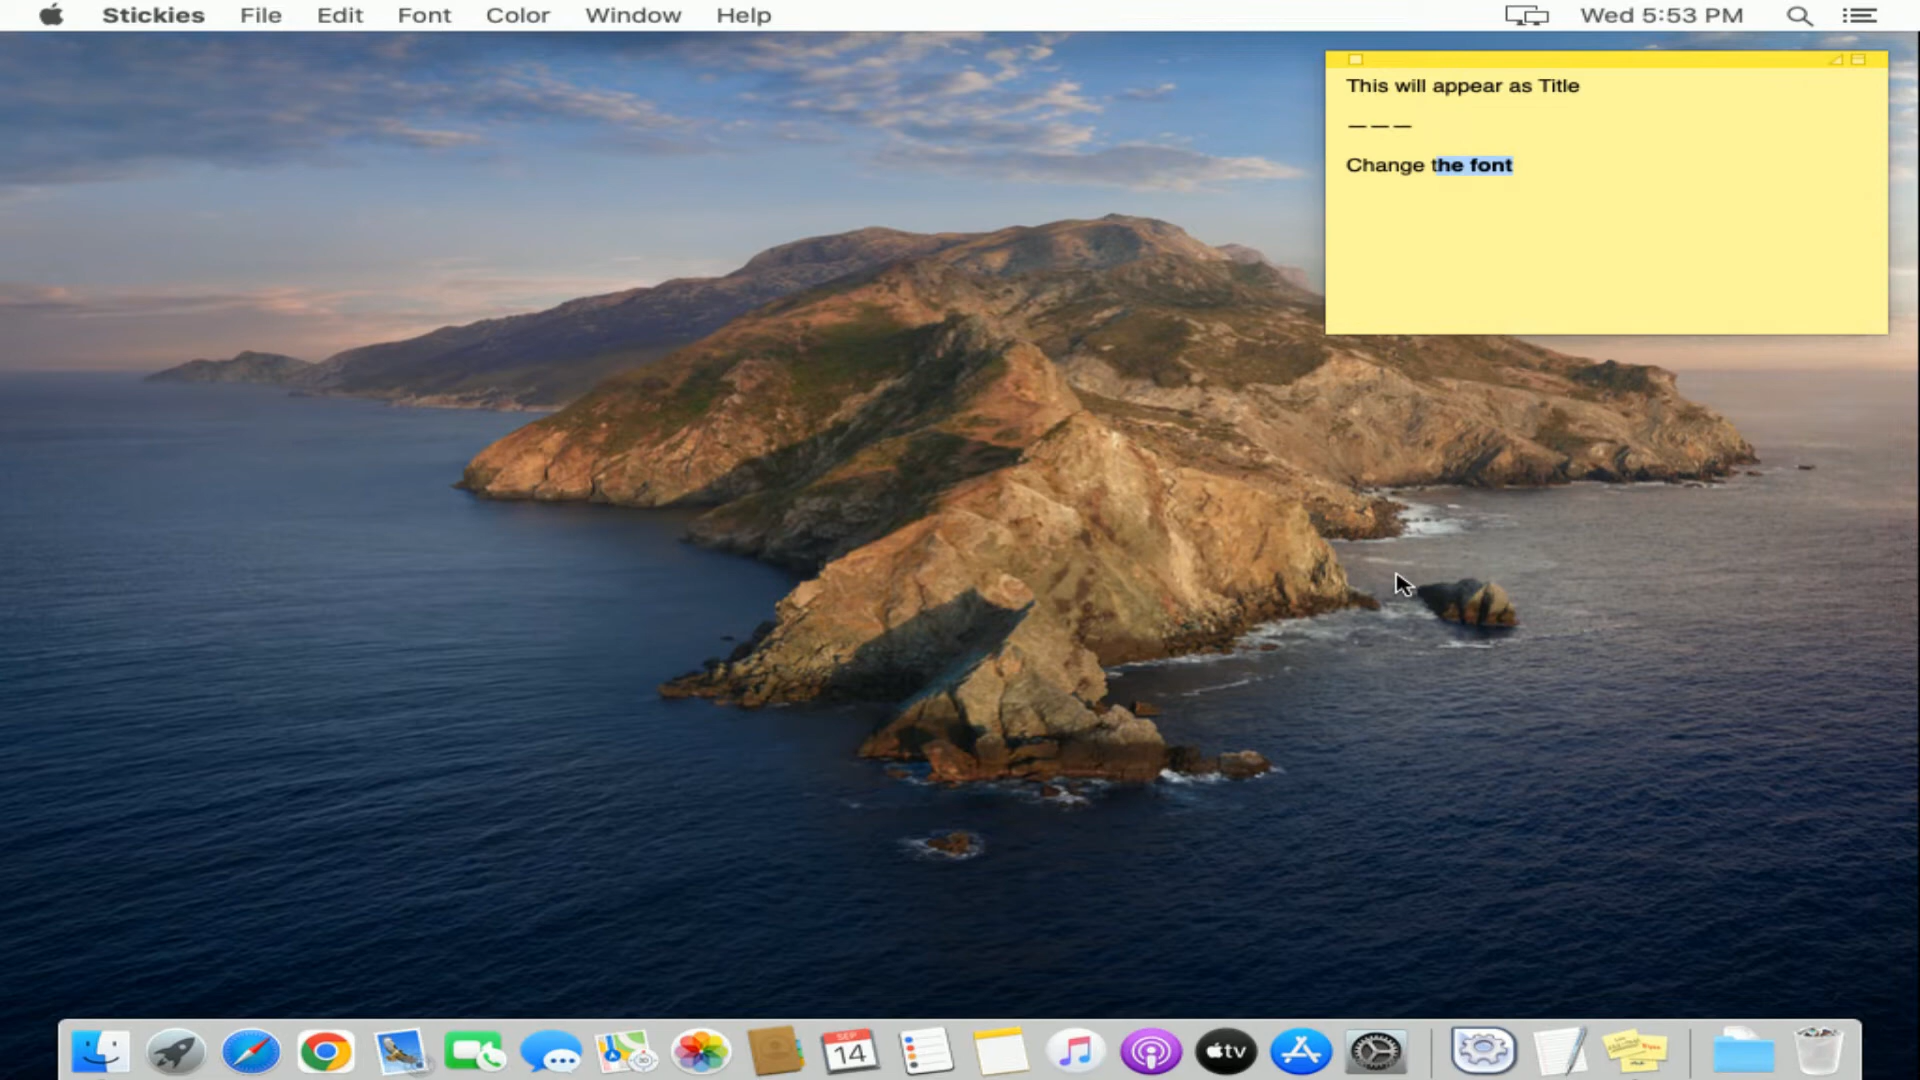 Stickies File Edit Font Color Window Help Wed 5:53 PM
This will appear as Title
———
Change the font
SEP
14
tv